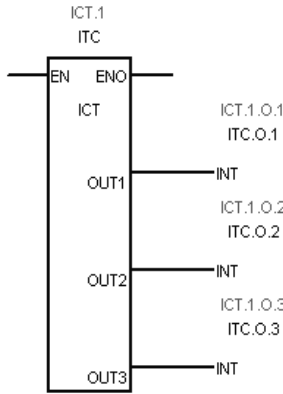 ICT.1
ITC
EN ENO
ICT
ICT.1.O.1
ITC.O.1
OUT1 INT
ICT.1.O.2
ITC.O.2
OUT2 INT
ICT.1.O.3
ITC.O.3
OUT3 INT